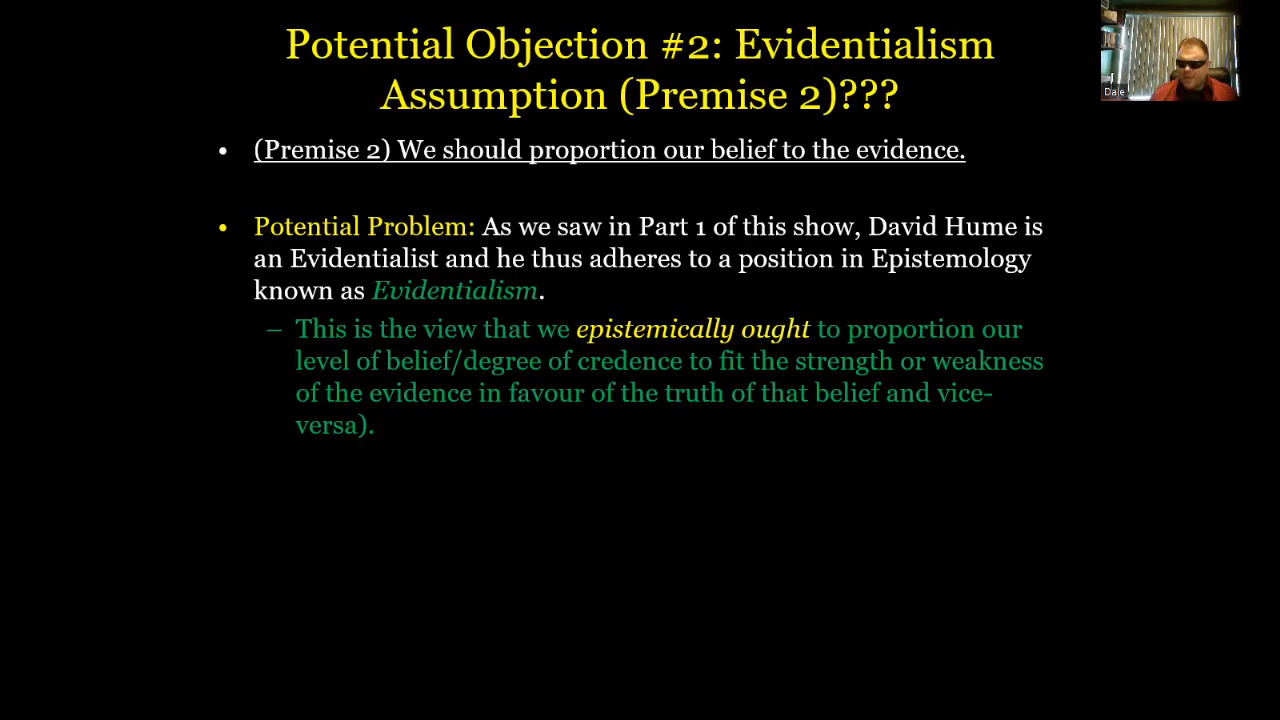 Potential Objection #2: Evidentialism
Assumption (Premise 2)???
• (Premise 2) We should proportion our belief to the evidence.
• Potential Problem: As we saw in Part 1 of this show, David Hume is
an Evidentialist and he thus adheres to a position in Epistemology
known as Evidentialism.
– This is the view that we epistemically ought to proportion our
level of belief/degree of credence to fit the strength or weakness
of the evidence in favour of the truth of that belief and vice-
versa).
Dale